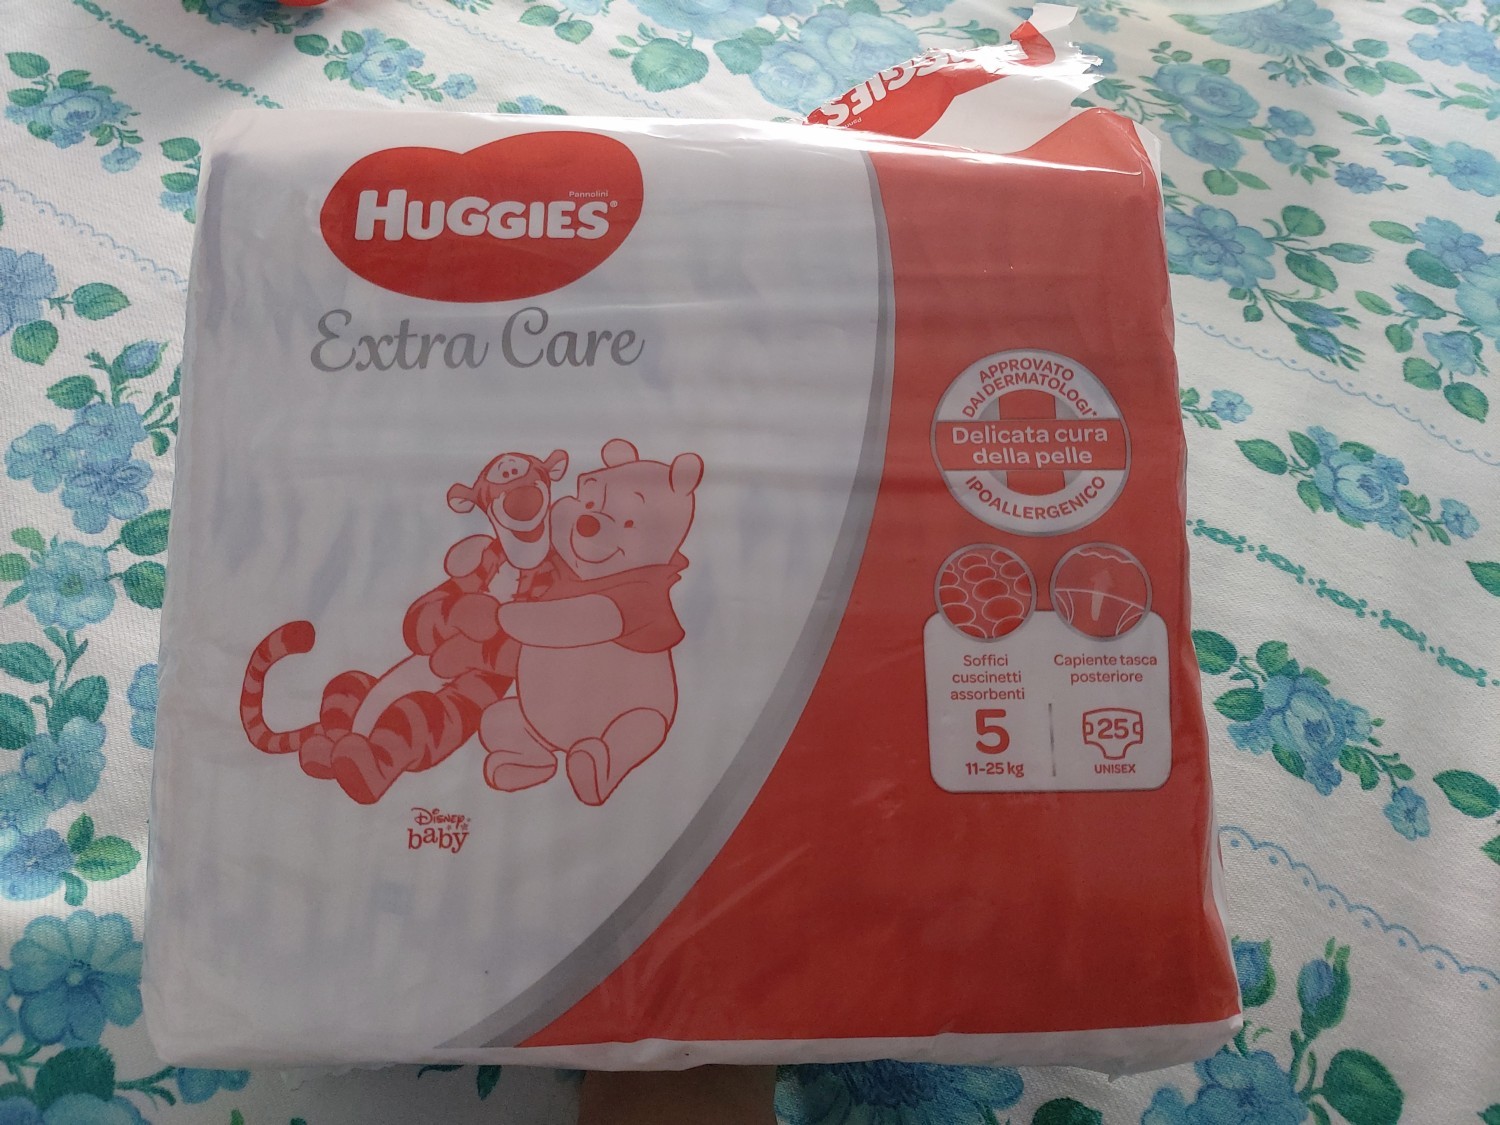 UGGIES
Pannolini
HUGGIES®
Extra Care
APPROVATO
DAI DERMATOLOGI*
Delicata cura
della pelle
IPOALLERGENICO
Soffici
cuscinetti
assorbenti
Capiente tasca
posteriore
5
11-25 kg
25
UNISEX
Disney
baby